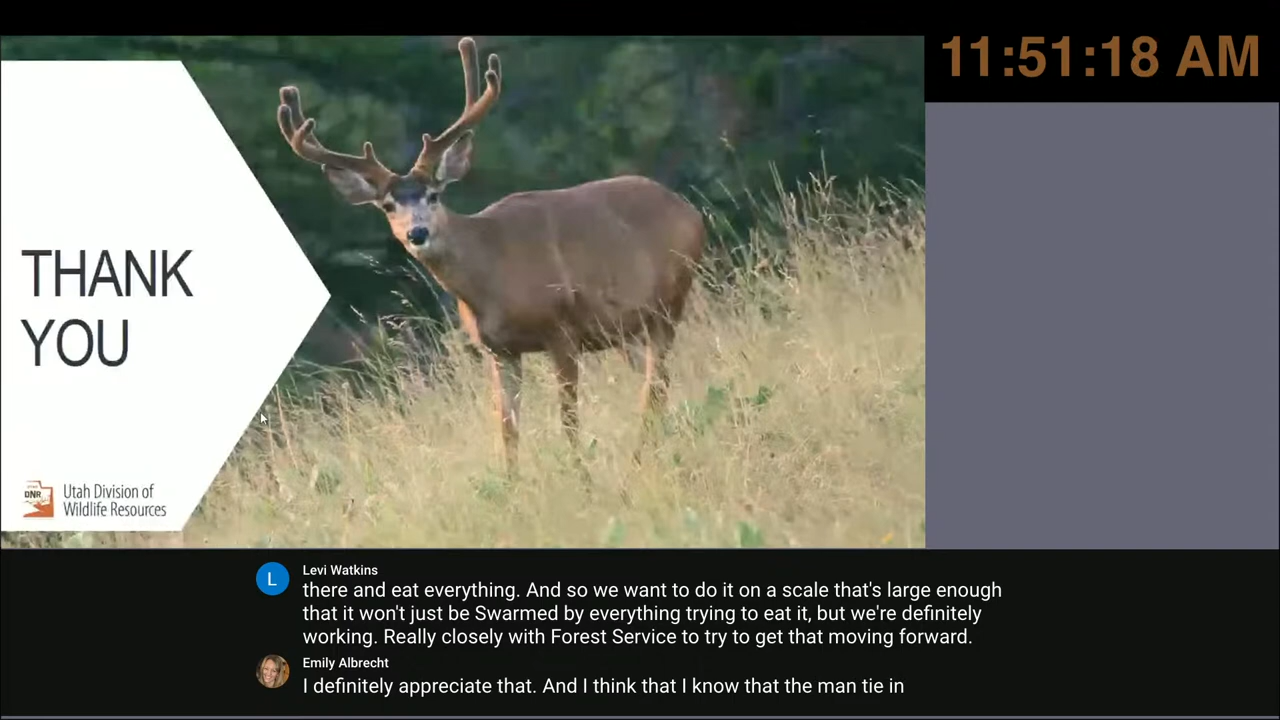 11:51:18 AM
THANK
YOU
UTAH
DNR
Utah Division of
Wildlife Resources
L
Levi Watkins
there and eat everything. And so we want to do it on a scale that's large enough
that it won't just be Swarmed by everything trying to eat it, but we're definitely
working. Really closely with Forest Service to try to get that moving forward.
Emily Albrecht
I definitely appreciate that. And I think that I know that the man tie in